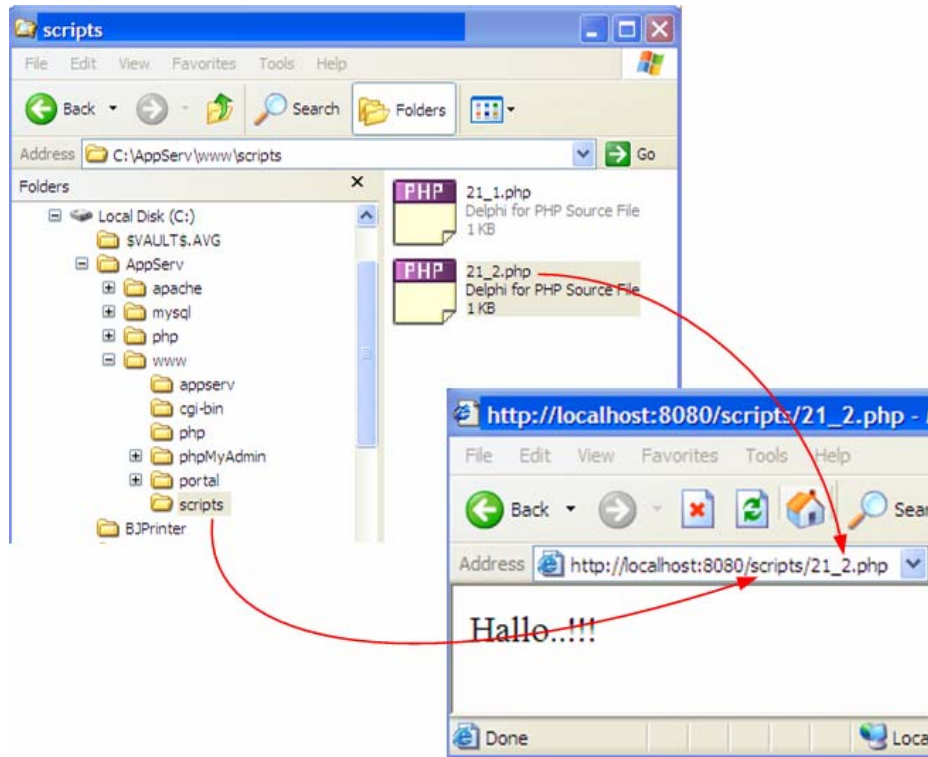 scripts
File Edit View Favorites Tools Help
Back Search Folders
Address C:\AppServ\www\scripts Go
Folders x
Local Disk (C:)
$VAULT$.AVG
AppServ
apache
mysql
php
www
appserv
cgi-bin
php
phpMyAdmin
portal
scripts
BJPrinter
PHP 21_1.php
Delphi for PHP Source File
1 KB
PHP 21_2.php
Delphi for PHP Source File
1 KB
http://localhost:8080/scripts/21_2.php -
File Edit View Favorites Tools Help
Back Sear
Address http://localhost:8080/scripts/21_2.php
Hallo..!!!
Done Loca